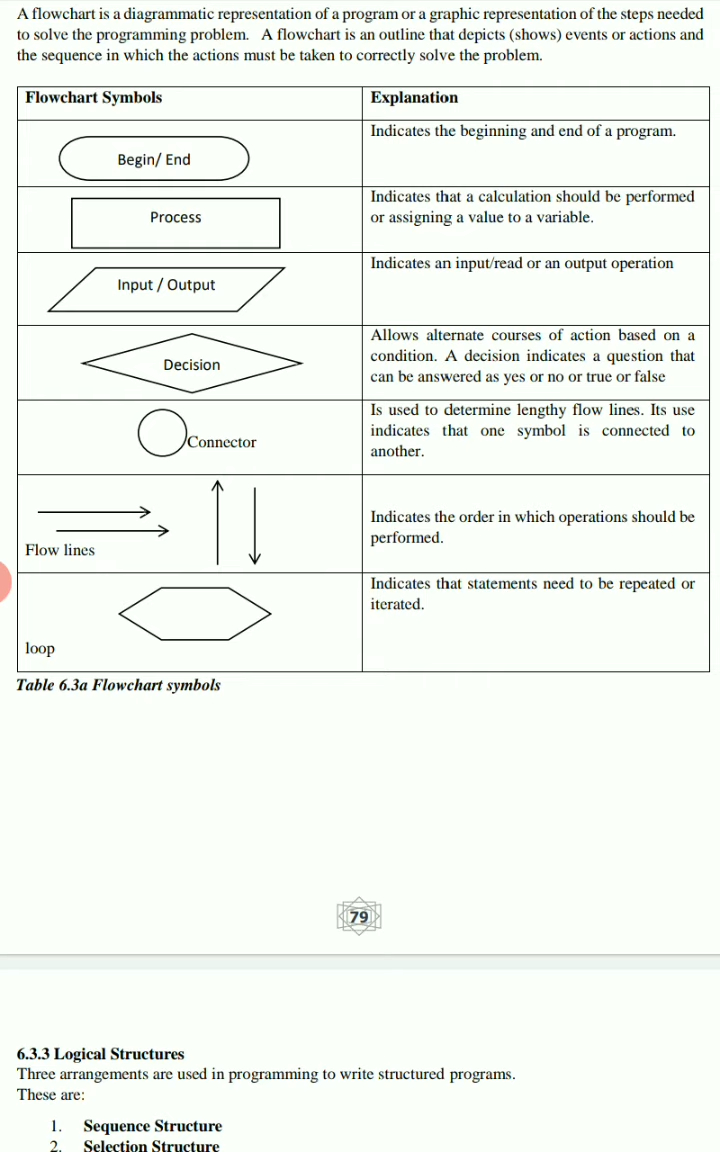 A flowchart is a diagrammatic representation of a program or a graphic representation of the steps needed
to solve the programming problem. A flowchart is an outline that depicts (shows) events or actions and
the sequence in which the actions must be taken to correctly solve the problem.
Flowchart Symbols
Explanation
Begin/ End
Indicates the beginning and end of a program.
Process
Indicates that a calculation should be performed
or assigning a value to a variable.
Input / Output
Indicates an input/read or an output operation
Decision
Allows alternate courses of action based on a
condition. A decision indicates a question that
can be answered as yes or no or true or false
Connector
Is used to determine lengthy flow lines. Its use
indicates that one symbol is connected to
another.
Flow lines
Indicates the order in which operations should be
performed.
loop
Indicates that statements need to be repeated or
iterated.
Table 6.3a Flowchart symbols
79
6.3.3 Logical Structures
Three arrangements are used in programming to write structured programs.
These are:
1. Sequence Structure
2. Selection Structure